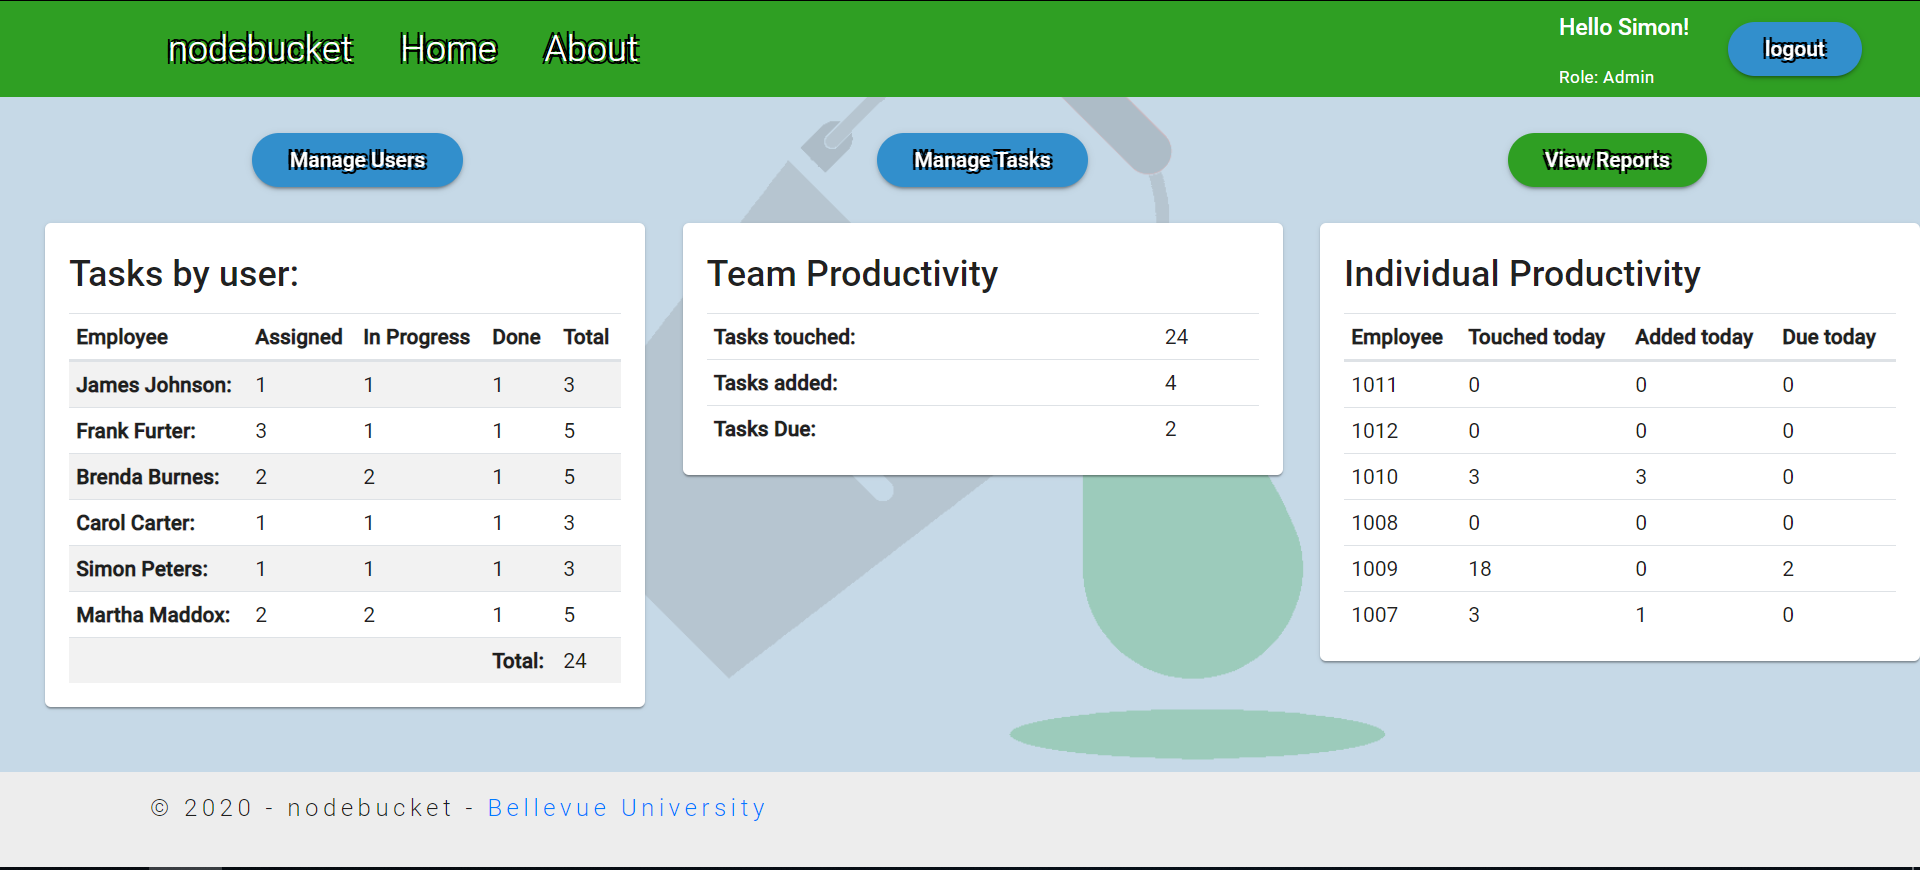 nodebucket Home About
Hello Simon!
Role: Admin
logout
Manage Users
Manage Tasks
View Reports
Tasks by user:
Employee Assigned In Progress Done Total
James Johnson: 1 1 1 3
Frank Furter: 3 1 1 5
Brenda Burnes: 2 2 1 5
Carol Carter: 1 1 1 3
Simon Peters: 1 1 1 3
Martha Maddox: 2 2 1 5
Total: 24
Team Productivity
Tasks touched: 24
Tasks added: 4
Tasks Due: 2
Individual Productivity
Employee Touched today Added today Due today
1011 0 0 0
1012 0 0 0
1010 3 3 0
1008 0 0 0
1009 18 0 2
1007 3 1 0
© 2020 - nodebucket - Bellevue University